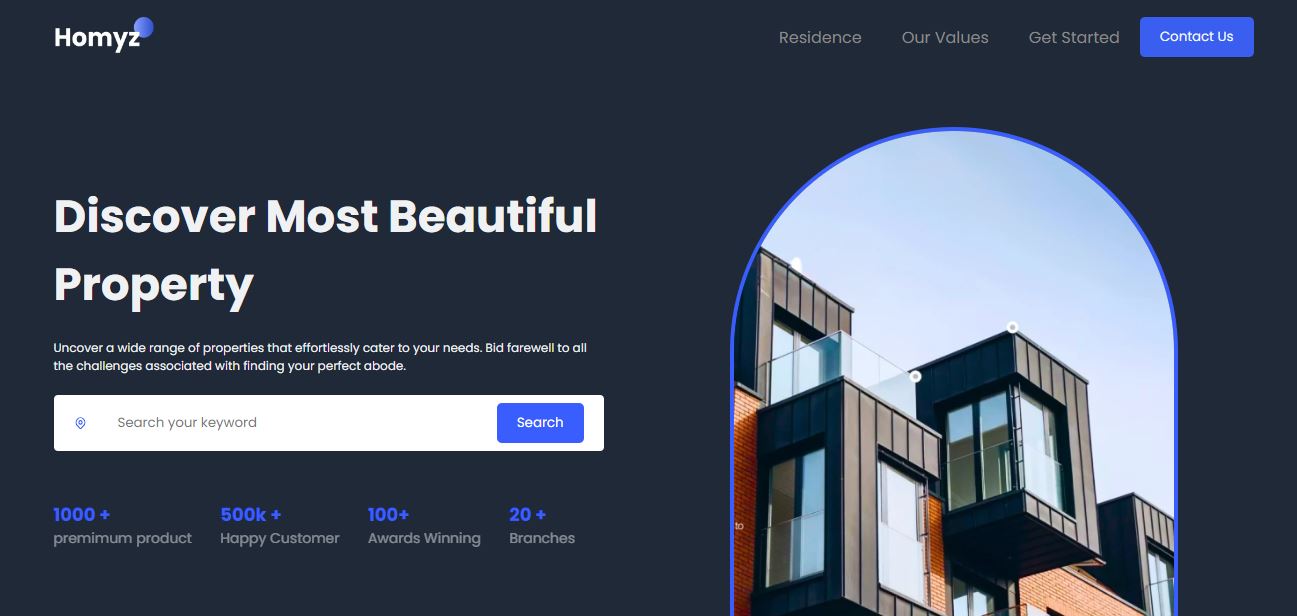 Homyz
Residence Our Values Get Started Contact Us
Discover Most Beautiful
Property
Uncover a wide range of properties that effortlessly cater to your needs. Bid farewell to all
the challenges associated with finding your perfect abode.
Search your keyword Search
1000 + 500k + 100+ 20 +
premimum product Happy Customer Awards Winning Branches
to